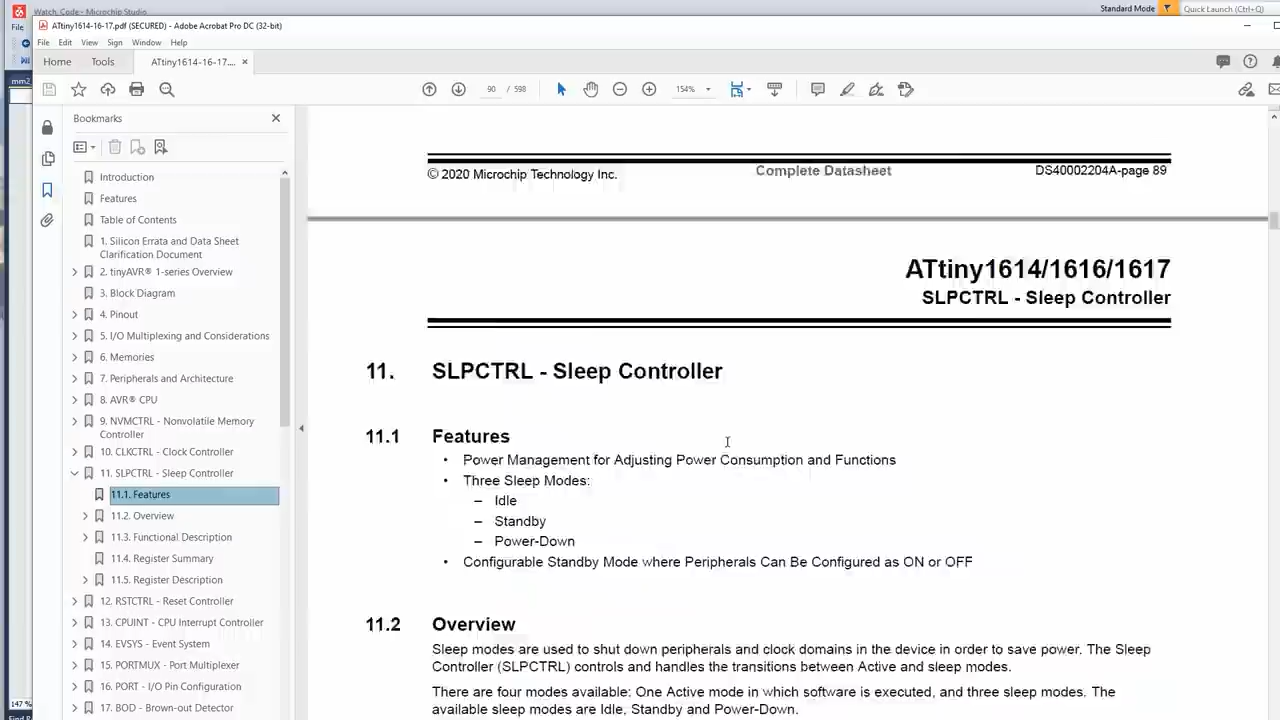 Watch_Code - Microchip Studio
Standard Mode
Quick Launch (Ctrl+Q)
File
ATtiny1614-16-17.pdf (SECURED) - Adobe Acrobat Pro DC (32-bit)
File Edit View Sign Window Help
Home Tools ATtiny1614-16-17.... ×
mm2
90 / 598
154%
Bookmarks
Introduction
Features
Table of Contents
1. Silicon Errata and Data Sheet
Clarification Document
2. tinyAVR® 1-series Overview
3. Block Diagram
4. Pinout
5. I/O Multiplexing and Considerations
6. Memories
7. Peripherals and Architecture
8. AVR® CPU
9. NVMCTRL - Nonvolatile Memory
Controller
10. CLKCTRL - Clock Controller
11. SLPCTRL - Sleep Controller
11.1. Features
11.2. Overview
11.3. Functional Description
11.4. Register Summary
11.5. Register Description
12. RSTCTRL - Reset Controller
13. CPUINT - CPU Interrupt Controller
14. EVSYS - Event System
15. PORTMUX - Port Multiplexer
16. PORT - I/O Pin Configuration
17. BOD - Brown-out Detector
147 %
Find R
© 2020 Microchip Technology Inc.
Complete Datasheet
DS40002204A-page 89
ATtiny1614/1616/1617
SLPCTRL - Sleep Controller
11. SLPCTRL - Sleep Controller
11.1 Features
• Power Management for Adjusting Power Consumption and Functions
• Three Sleep Modes:
– Idle
– Standby
– Power-Down
• Configurable Standby Mode where Peripherals Can Be Configured as ON or OFF
11.2 Overview
Sleep modes are used to shut down peripherals and clock domains in the device in order to save power. The Sleep
Controller (SLPCTRL) controls and handles the transitions between Active and sleep modes.
There are four modes available: One Active mode in which software is executed, and three sleep modes. The
available sleep modes are Idle, Standby and Power-Down.